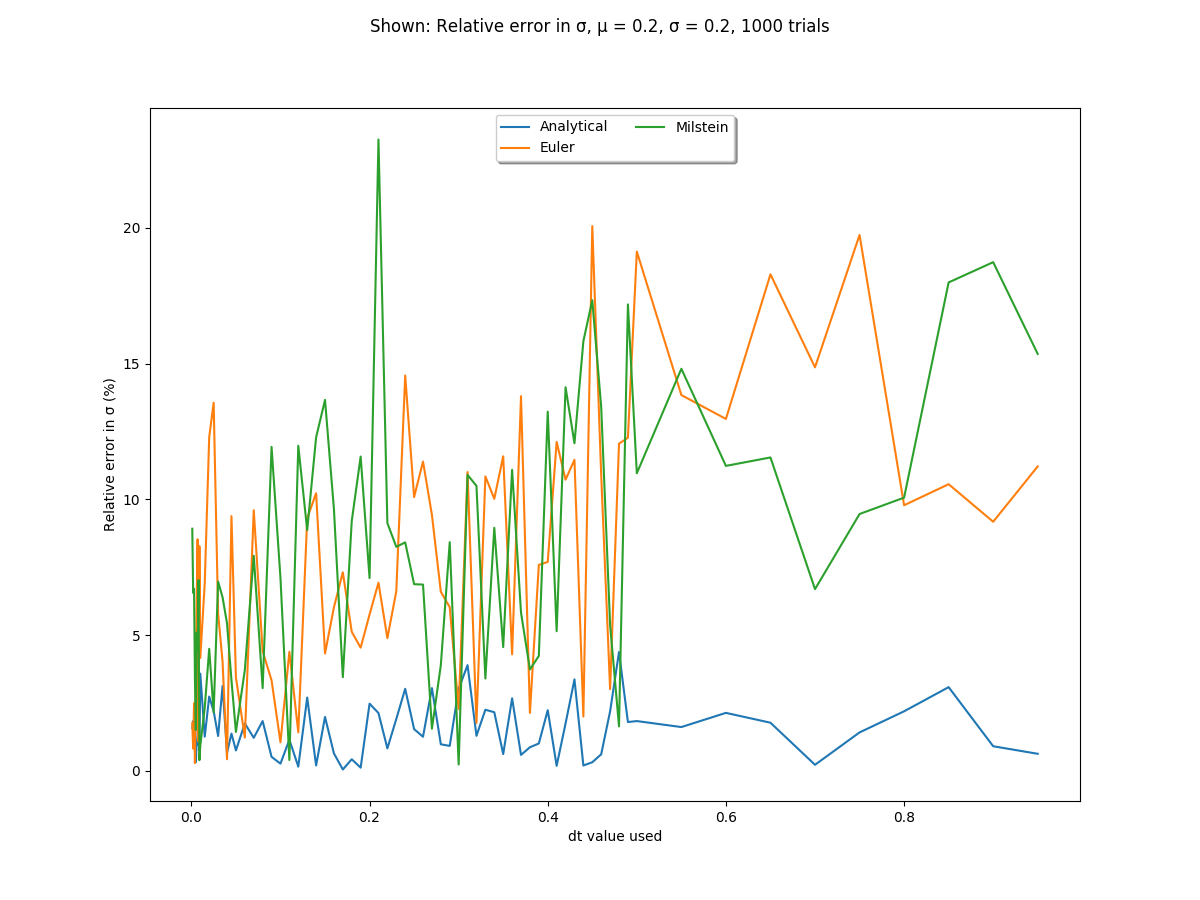 Shown: Relative error in σ, μ = 0.2, σ = 0.2, 1000 trials
Analytical
Euler
Milstein
Relative error in σ (%)
20
15
10
5
0
0.0
0.2
0.4
0.6
0.8
dt value used